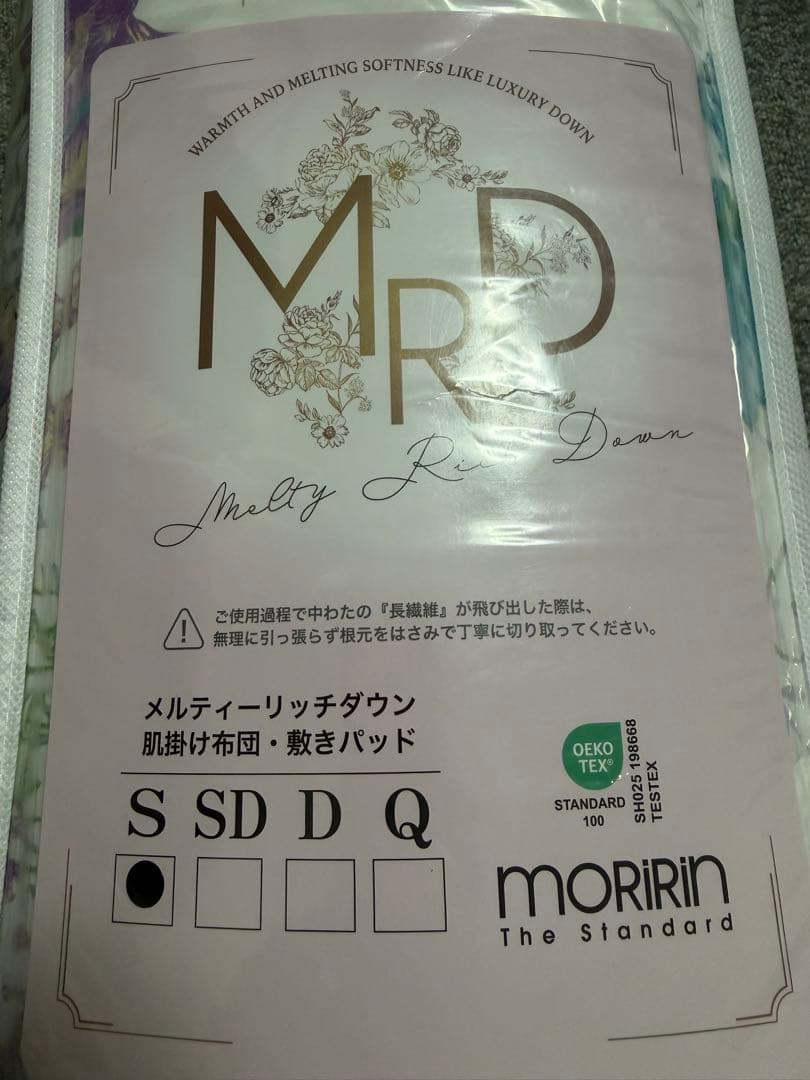 WARMTH AND MELTING SOFTNESS LIKE LUXURY DOWN
MRD
Melty Down
ご使用過程で中わたの『長繊維』が飛び出した際は、
無理に引っ張らず根元をはさみで丁寧に切り取ってください。
メルティーリッチダウン
肌掛け布団・敷きパッド
S SD D Q
OEKO
TEX®
STANDARD
100
SH025 198668
TESTEX
MORiRiN
The Standard